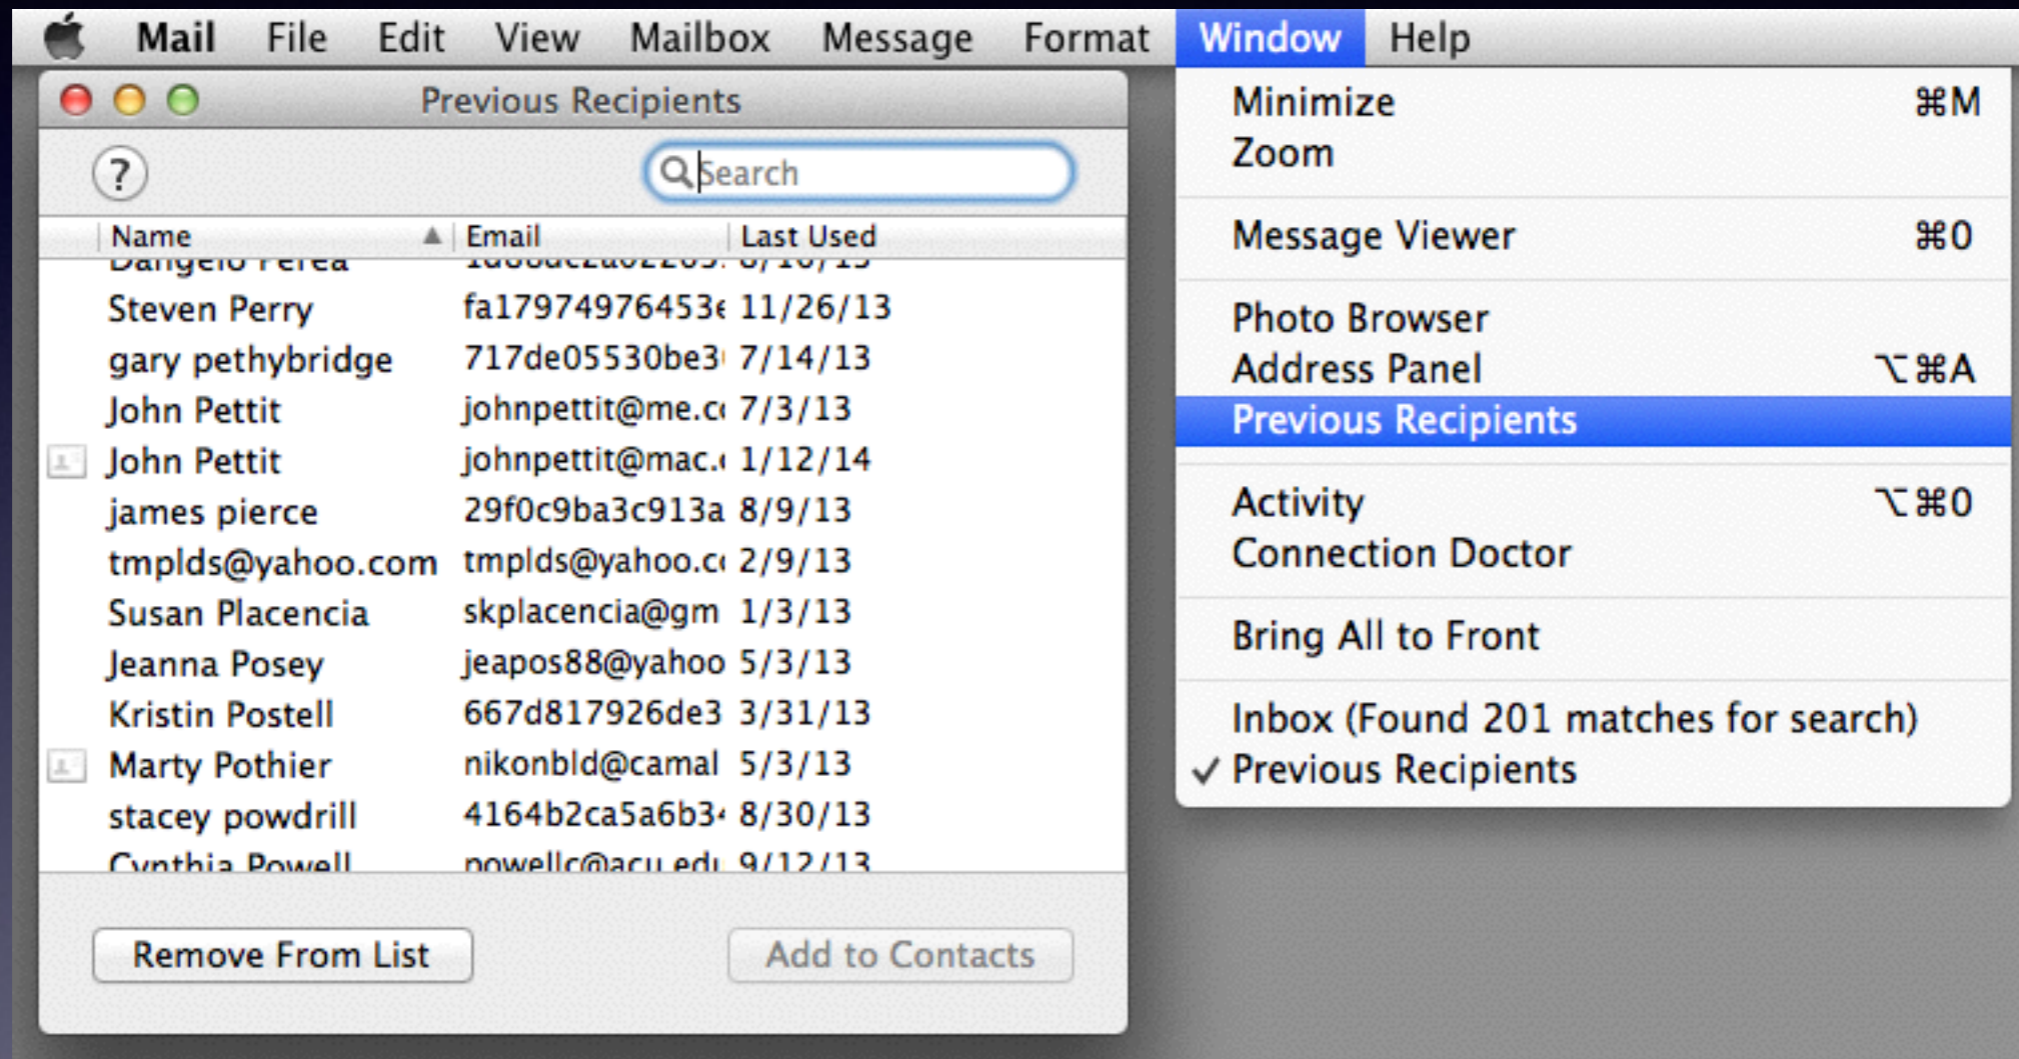 Mail File Edit View Mailbox Message Format Window Help
Previous Recipients
?
Search
Name Email Last Used
Dangelo Perea
Steven Perry fa17974976453 11/26/13
gary pethybridge 717de05530be3 7/14/13
John Pettit johnpettit@me.c 7/3/13
John Pettit johnpettit@mac. 1/12/14
james pierce 29f0c9ba3c913a 8/9/13
tmplds@yahoo.com tmplds@yahoo.c 2/9/13
Susan Placencia skplacencia@gm 1/3/13
Jeanna Posey jeapos88@yahoo 5/3/13
Kristin Postell 667d817926de3 3/31/13
Marty Pothier nikonbld@camal 5/3/13
stacey powdrill 4164b2ca5a6b3 8/30/13
Cynthia Powell powellc@acu.ed 9/12/13
Remove From List Add to Contacts
Minimize ⌘M
Zoom
Message Viewer ⌘0
Photo Browser
Address Panel ⌥⌘A
Previous Recipients
Activity ⌥⌘0
Connection Doctor
Bring All to Front
Inbox (Found 201 matches for search)
✓ Previous Recipients